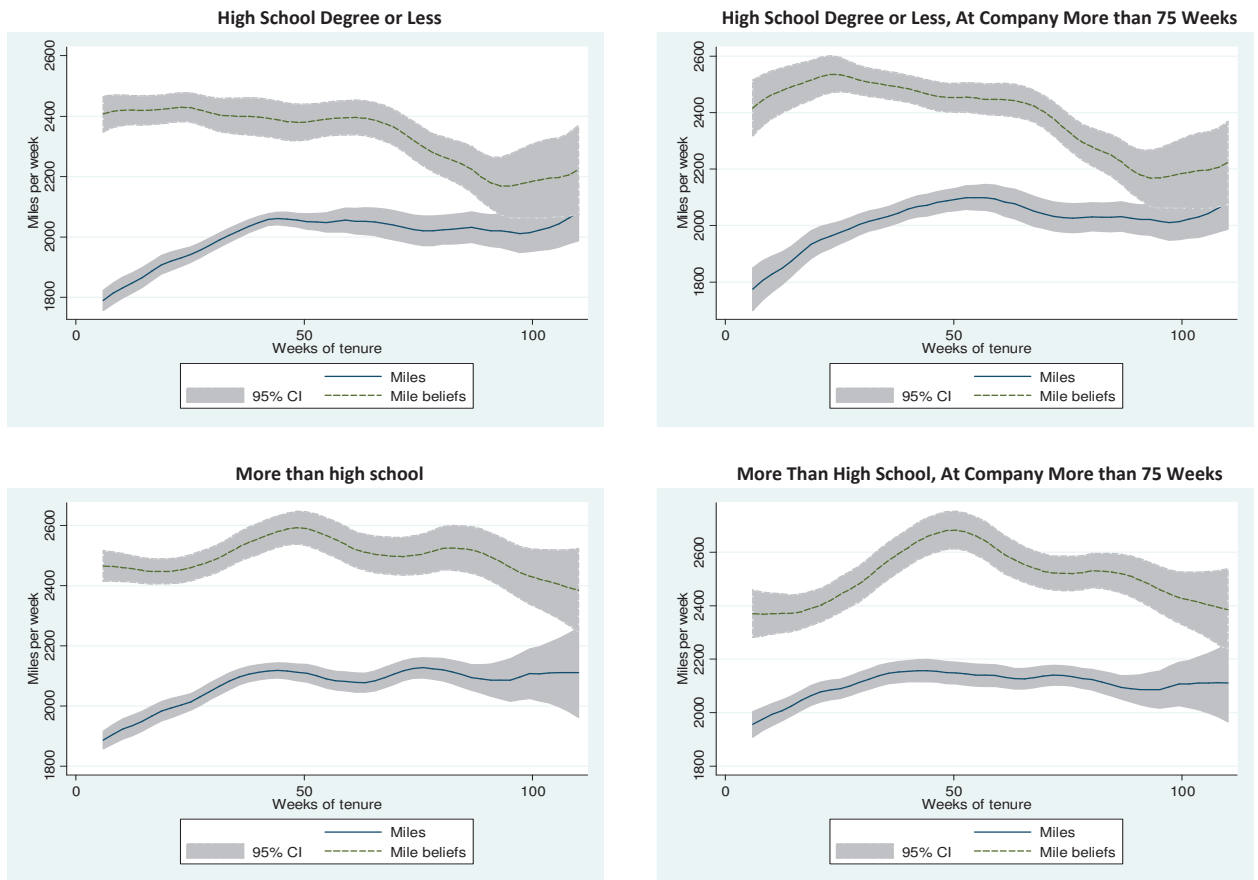 High School Degree or Less
Miles per week
2600
2400
2200
2000
1800
0 50 100
Weeks of tenure
Miles
95% CI Mile beliefs
High School Degree or Less, At Company More than 75 Weeks
Miles per week
2600
2400
2200
2000
1800
0 50 100
Weeks of tenure
Miles
95% CI Mile beliefs
More than high school
Miles per week
2600
2400
2200
2000
1800
0 50 100
Weeks of tenure
Miles
95% CI Mile beliefs
More Than High School, At Company More than 75 Weeks
Miles per week
2600
2400
2200
2000
1800
0 50 100
Weeks of tenure
Miles
95% CI Mile beliefs